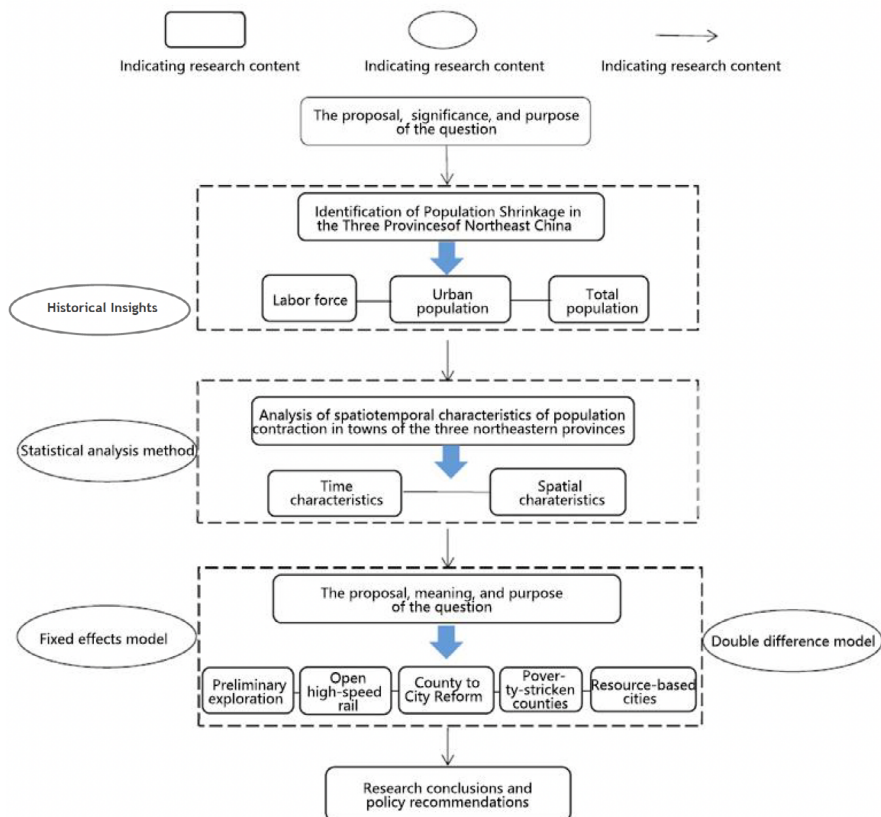 Indicating research content
Indicating research content
Indicating research content
The proposal, significance, and purpose
of the question
Identification of Population Shrinkage in
the Three Provincesof Northeast China
Labor force
Urban
population
Total
population
Historical Insights
Analysis of spatiotemporal characteristics of population
contraction in towns of the three northeastern provinces
Statistical analysis method
Time
characteristics
Spatial
charateristics
The proposal, meaning, and purpose
of the question
Fixed effects model
Double difference model
Preliminary
exploration
Open
high-speed
rail
County to
City Reform
Pover-
ty-stricken
counties
Resource-based
cities
Research conclusions and
policy recommendations